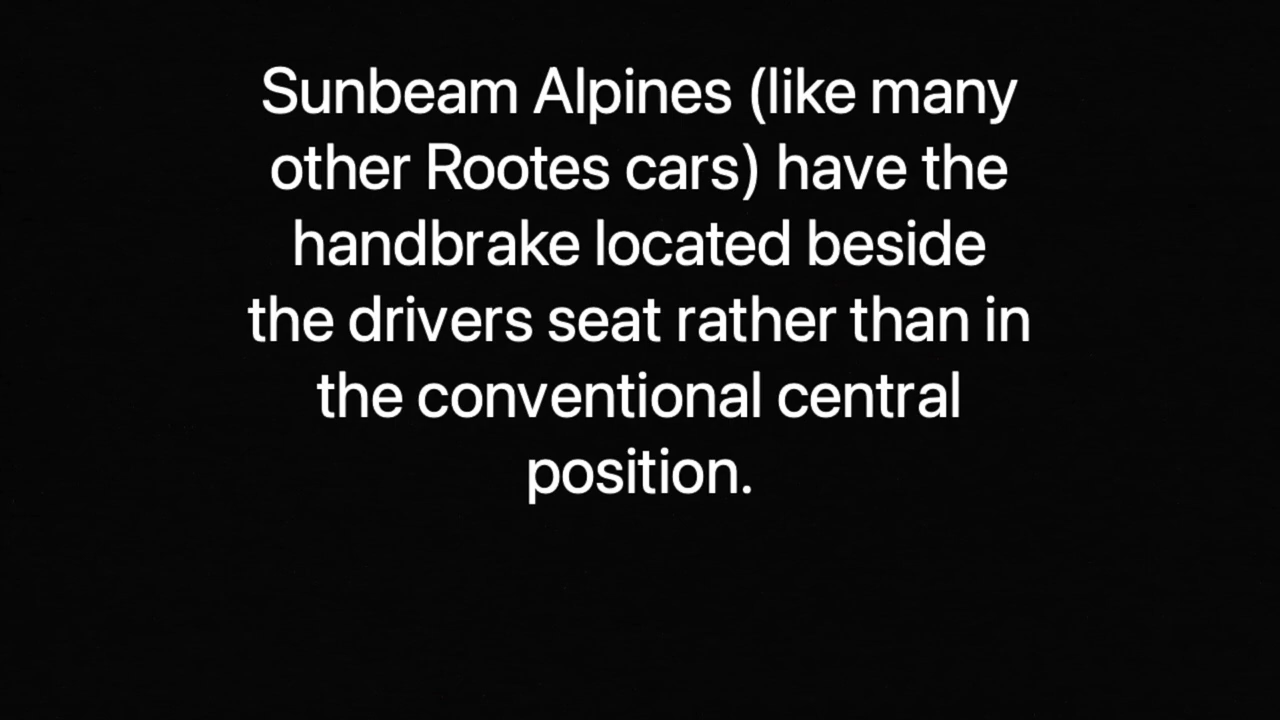 Sunbeam Alpines (like many
other Rootes cars) have the
handbrake located beside
the drivers seat rather than in
the conventional central
position.